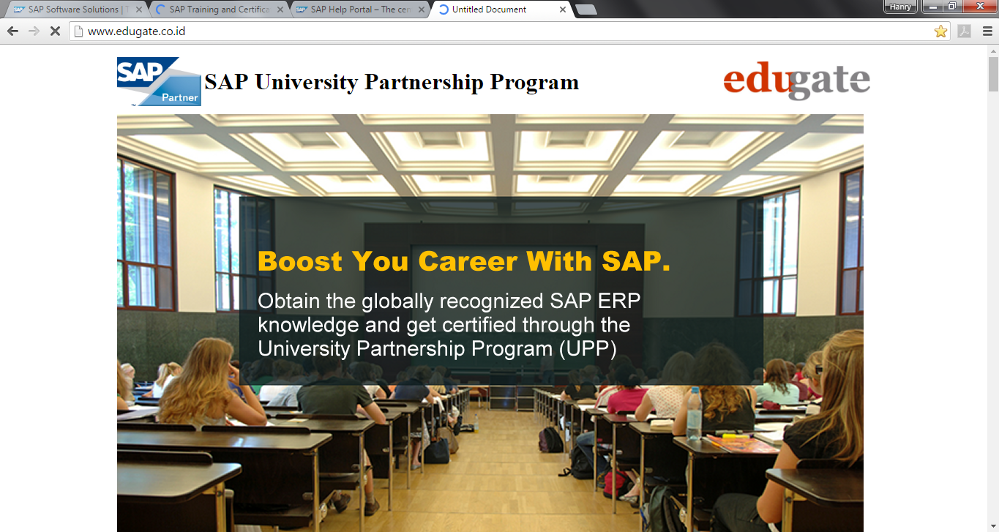 SAP Software Solutions | T
SAP Training and Certifica
SAP Help Portal – The cen
Untitled Document
Hanry
www.edugate.co.id
SAP
Partner
™
SAP University Partnership Program
edugate
Boost You Career With SAP.
Obtain the globally recognized SAP ERP
knowledge and get certified through the
University Partnership Program (UPP)